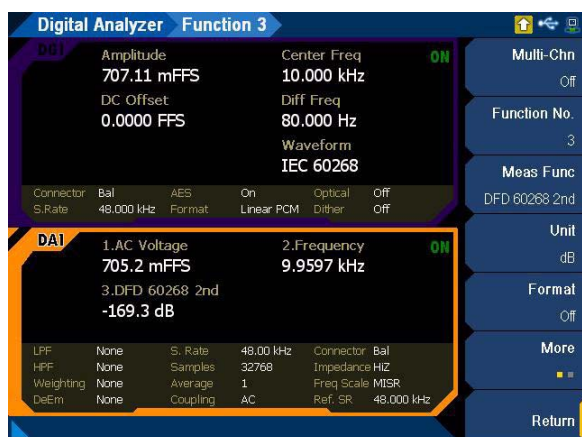 Digital Analyzer Function 3
DG1
Amplitude Center Freq ON
707.11 mFFS 10.000 kHz
DC Offset Diff Freq
0.0000 FFS 80.000 Hz
Waveform
IEC 60268
Connector Bal AES On Optical Off
S.Rate 48.000 kHz Format Linear PCM Dither Off
DA1
1.AC Voltage 2.Frequency ON
705.2 mFFS 9.9597 kHz
3.DFD 60268 2nd
-169.3 dB
LPF None S. Rate 48.00 kHz Connector Bal
HPF None Samples 32768 Impedance HiZ
Weighting None Average 1 Freq Scale MISR
DeEm None Coupling AC Ref. SR 48.000 kHz
Multi-Chn
Off
Function No.
3
Meas Func
DFD 60268 2nd
Unit
dB
Format
Off
More
Return